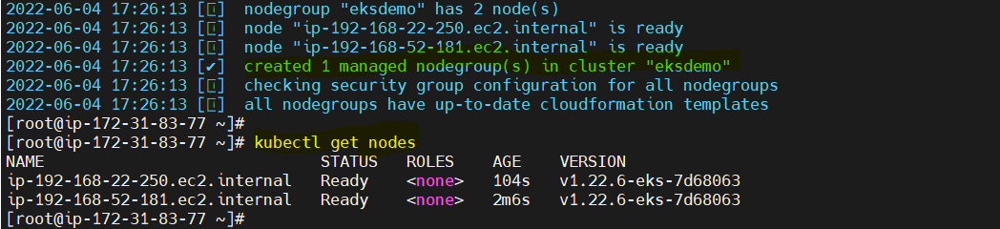 2022-06-04 17:26:13 [ℹ]  nodegroup "eksdemo" has 2 node(s)
2022-06-04 17:26:13 [ℹ]  node "ip-192-168-22-250.ec2.internal" is ready
2022-06-04 17:26:13 [ℹ]  node "ip-192-168-52-181.ec2.internal" is ready
2022-06-04 17:26:13 [✔]  created 1 managed nodegroup(s) in cluster "eksdemo"
2022-06-04 17:26:13 [ℹ]  checking security group configuration for all nodegroups
2022-06-04 17:26:13 [ℹ]  all nodegroups have up-to-date cloudformation templates
[root@ip-172-31-83-77 ~]#
[root@ip-172-31-83-77 ~]# kubectl get nodes
NAME                             STATUS   ROLES    AGE    VERSION
ip-192-168-22-250.ec2.internal   Ready    <none>   104s   v1.22.6-eks-7d68063
ip-192-168-52-181.ec2.internal   Ready    <none>   2m6s   v1.22.6-eks-7d68063
[root@ip-172-31-83-77 ~]#